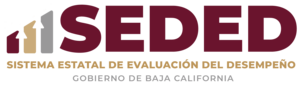 SEDED
SISTEMA ESTATAL DE EVALUACIÓN DEL DESEMPEÑO
GOBIERNO DE BAJA CALIFORNIA